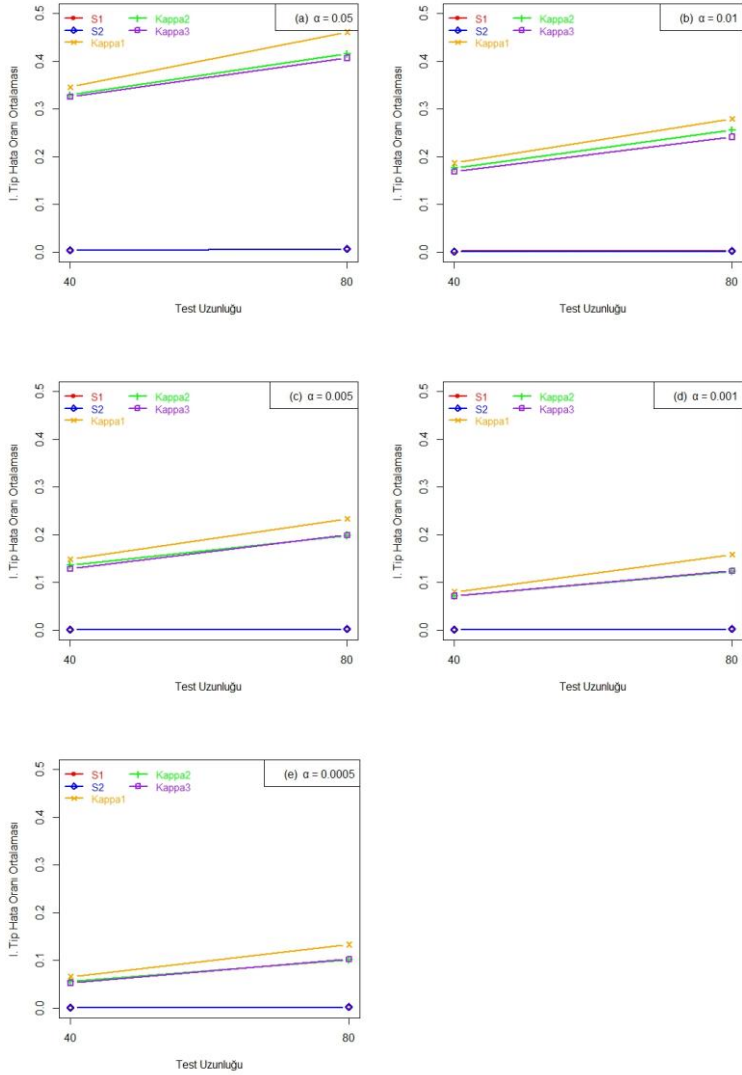 (a) α = 0.05
S1 Kappa2
S2 Kappa3
Kappa1
I. Tip Hata Oranı Ortalaması
0.5
0.4
0.3
0.2
0.1
0.0
40 80
Test Uzunluğu
(b) α = 0.01
S1 Kappa2
S2 Kappa3
Kappa1
I. Tip Hata Oranı Ortalaması
0.5
0.4
0.3
0.2
0.1
0.0
40 80
Test Uzunluğu
(c) α = 0.005
S1 Kappa2
S2 Kappa3
Kappa1
I. Tip Hata Oranı Ortalaması
0.5
0.4
0.3
0.2
0.1
0.0
40 80
Test Uzunluğu
(d) α = 0.001
S1 Kappa2
S2 Kappa3
Kappa1
I. Tip Hata Oranı Ortalaması
0.5
0.4
0.3
0.2
0.1
0.0
40 80
Test Uzunluğu
(e) α = 0.0005
S1 Kappa2
S2 Kappa3
Kappa1
I. Tip Hata Oranı Ortalaması
0.5
0.4
0.3
0.2
0.1
0.0
40 80
Test Uzunluğu